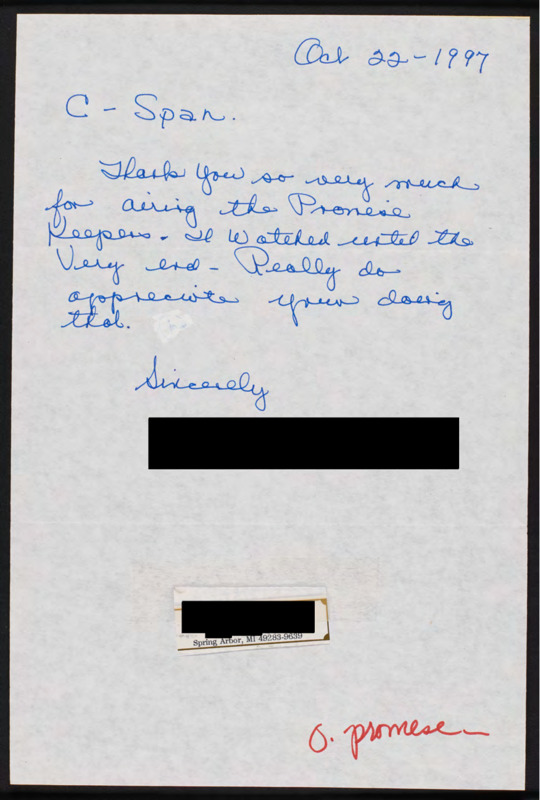 Oct 22-1997
C - Span.
Thank you so very much
for airing the Promise
Keepers. I Watched until the
Very end - Really do
appreciate your doing
that.
Sincerely
Spring Arbor, MI 49283-9639
O. promise